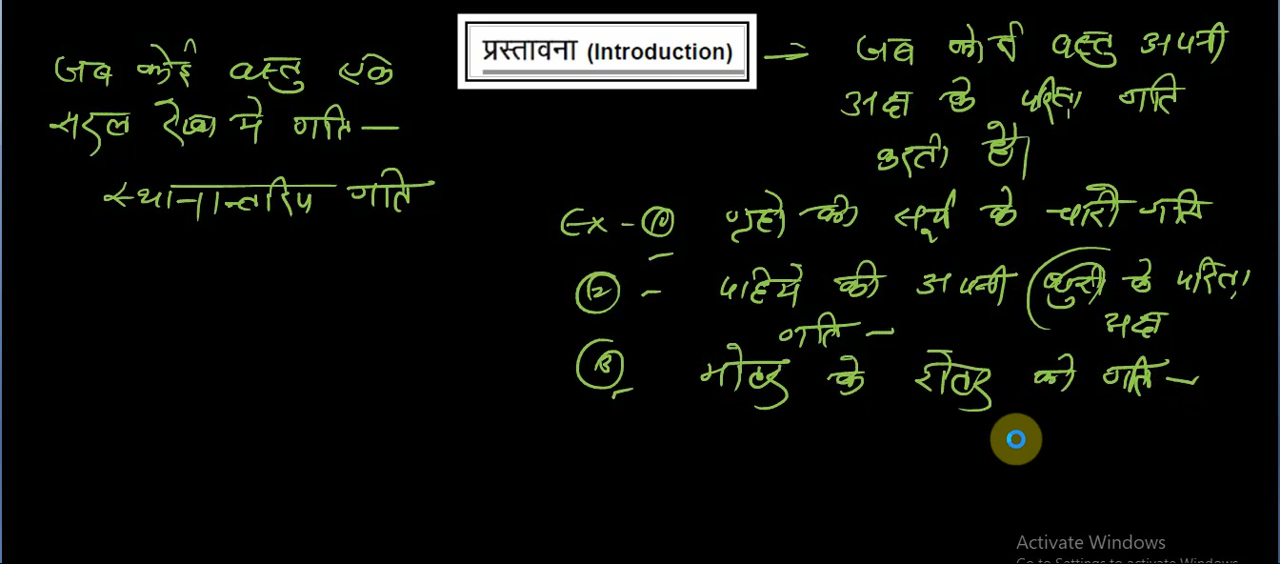 प्रस्तावना (Introduction)
जब कोई वस्तु एक
सरल रेखा मे गति —
स्थानान्तरिय गति
⇒ जब कोई वस्तु अपनी
अक्ष के परितः गति
करती है।
Ex - ① ग्रहो की सूर्य के चारो गति
② - पहिये की अपनी (धुरी के परितः
गति — अक्ष
③ मोटर के रोटर की गति —
Activate Windows
Go to Settings to activate Windows.